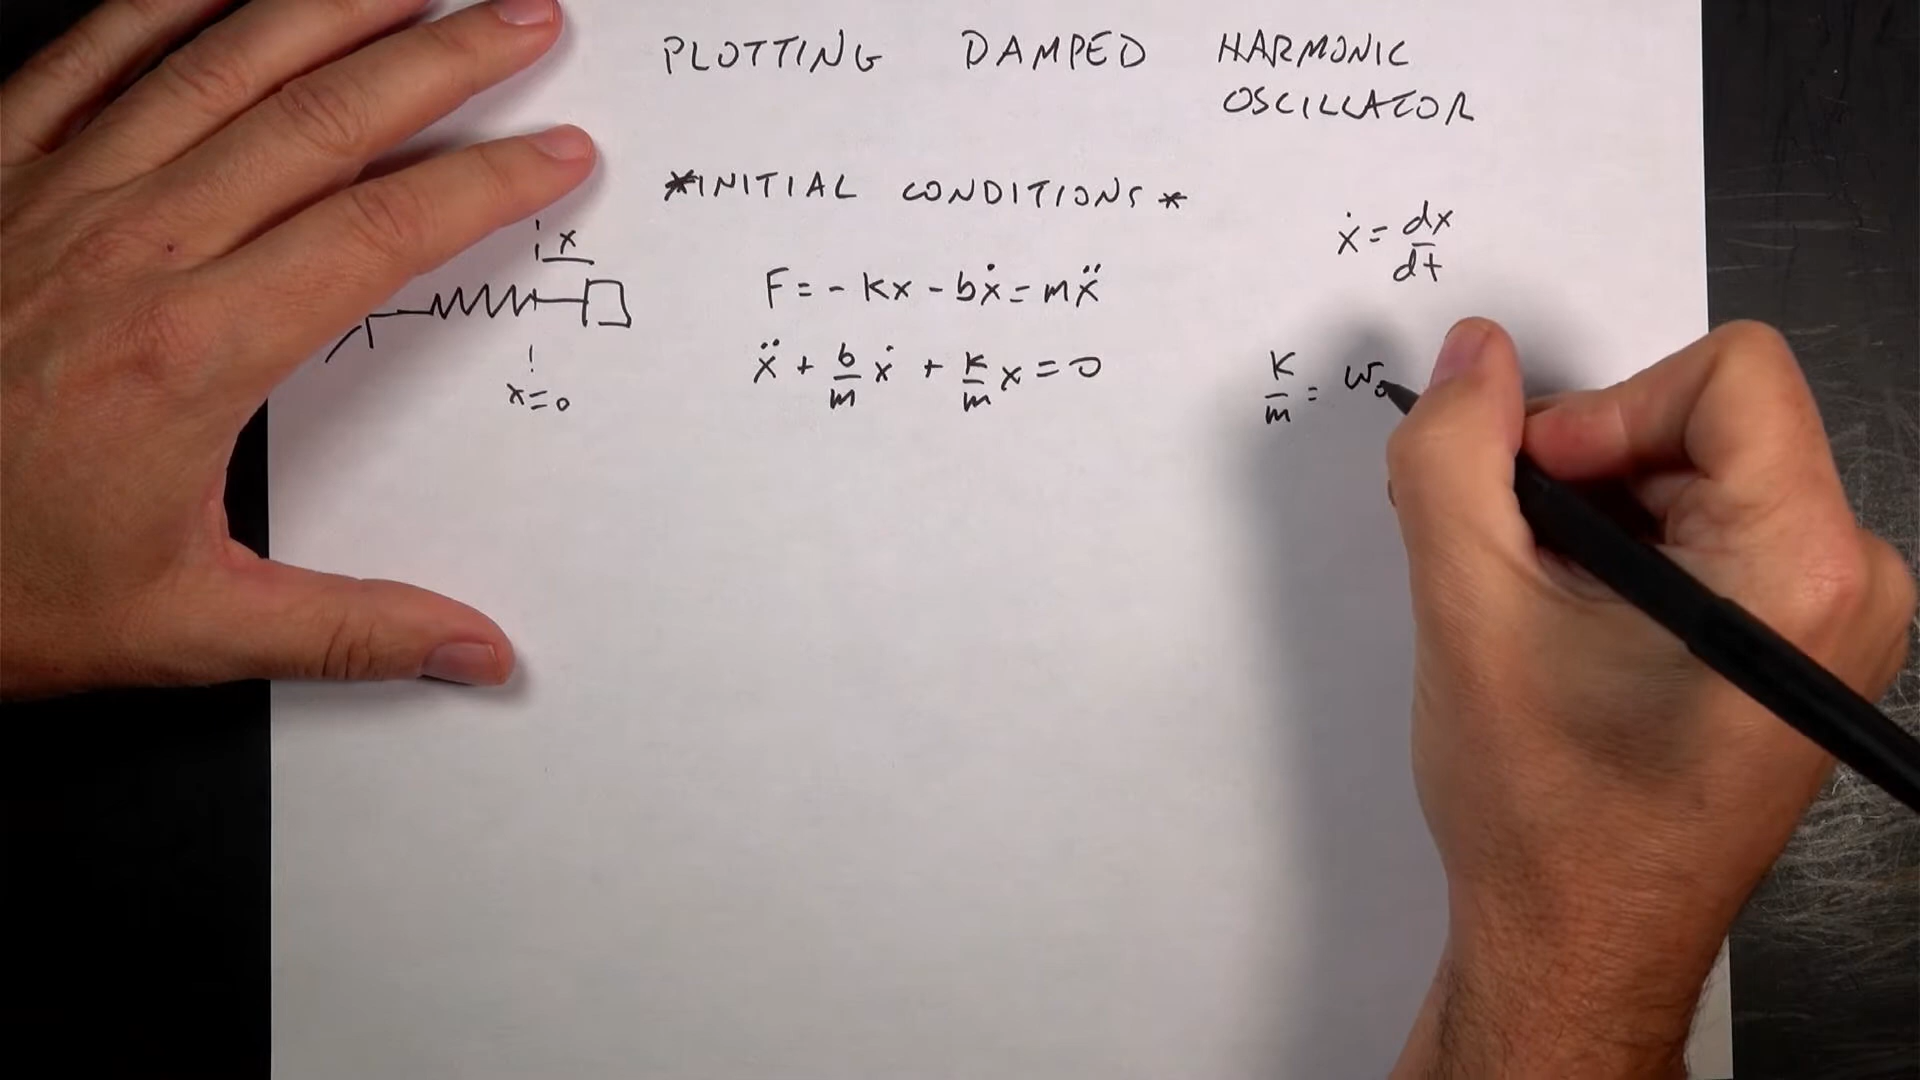 PLOTTING DAMPED HARMONIC
OSCILLATOR
*INITIAL CONDITIONS*
ẋ = dx/dt
x
F = -kx - bẋ = mẍ
ẍ + b/m ẋ + k/m x = 0
k/m = ω₀
x=0